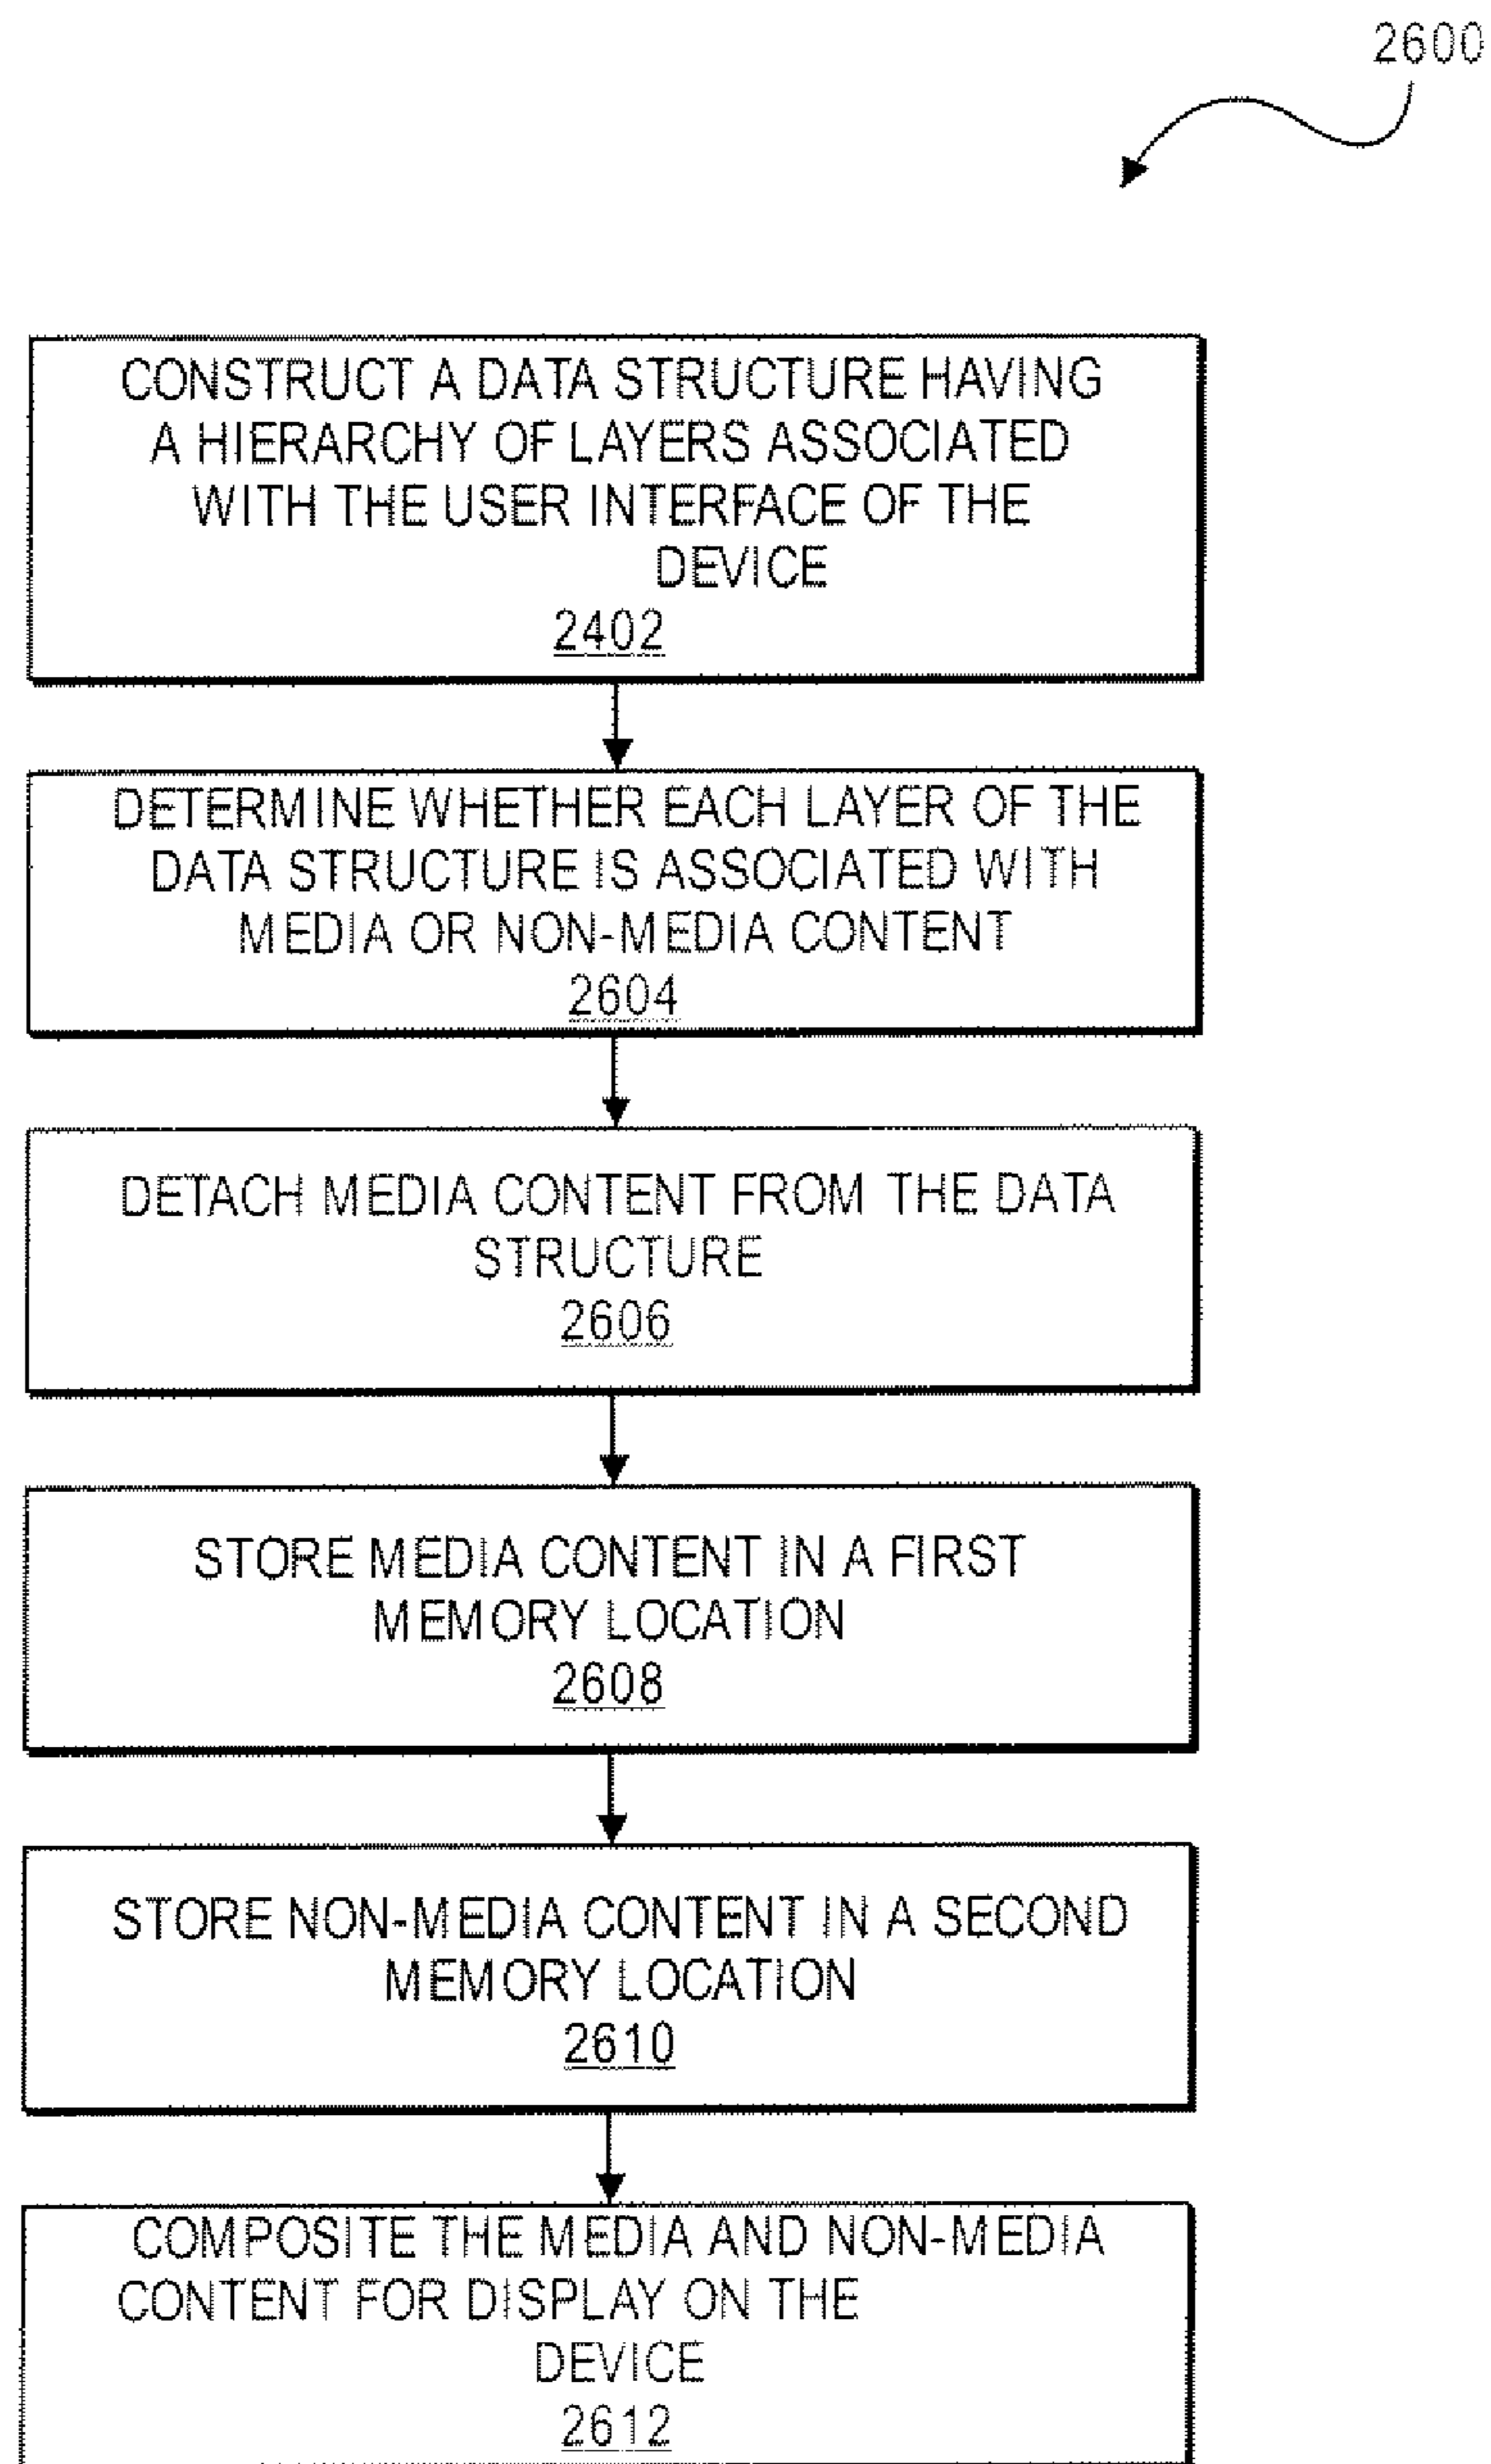 2600
CONSTRUCT A DATA STRUCTURE HAVING
A HIERARCHY OF LAYERS ASSOCIATED
WITH THE USER INTERFACE OF THE
DEVICE
2402
DETERMINE WHETHER EACH LAYER OF THE
DATA STRUCTURE IS ASSOCIATED WITH
MEDIA OR NON-MEDIA CONTENT
2604
DETACH MEDIA CONTENT FROM THE DATA
STRUCTURE
2606
STORE MEDIA CONTENT IN A FIRST
MEMORY LOCATION
2608
STORE NON-MEDIA CONTENT IN A SECOND
MEMORY LOCATION
2610
COMPOSITE THE MEDIA AND NON-MEDIA
CONTENT FOR DISPLAY ON THE
DEVICE
2612